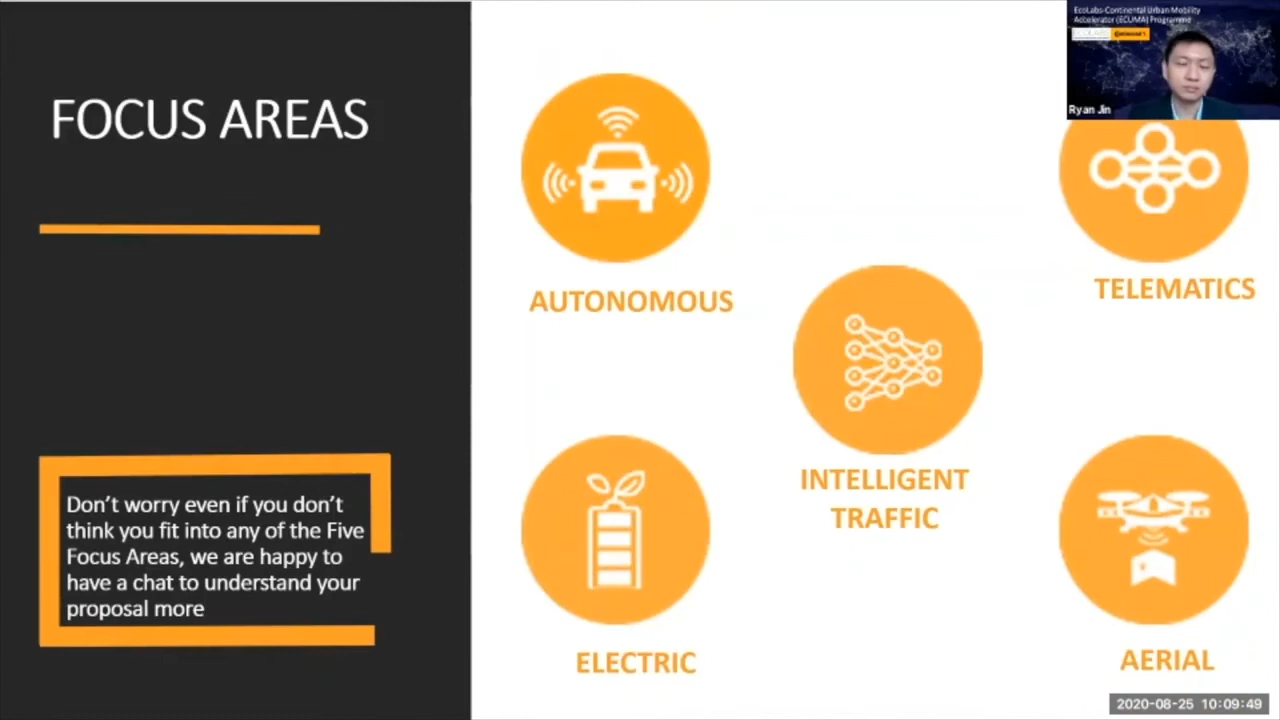 FOCUS AREAS
Don't worry even if you don't
think you fit into any of the Five
Focus Areas, we are happy to
have a chat to understand your
proposal more
AUTONOMOUS
TELEMATICS
INTELLIGENT
TRAFFIC
ELECTRIC
AERIAL
EcoLabs-Continental Urban Mobility
Accelerator (ECUMA) Programme
ECOLABS
Continental
Ryan Jin
2020-08-25 10:09:49